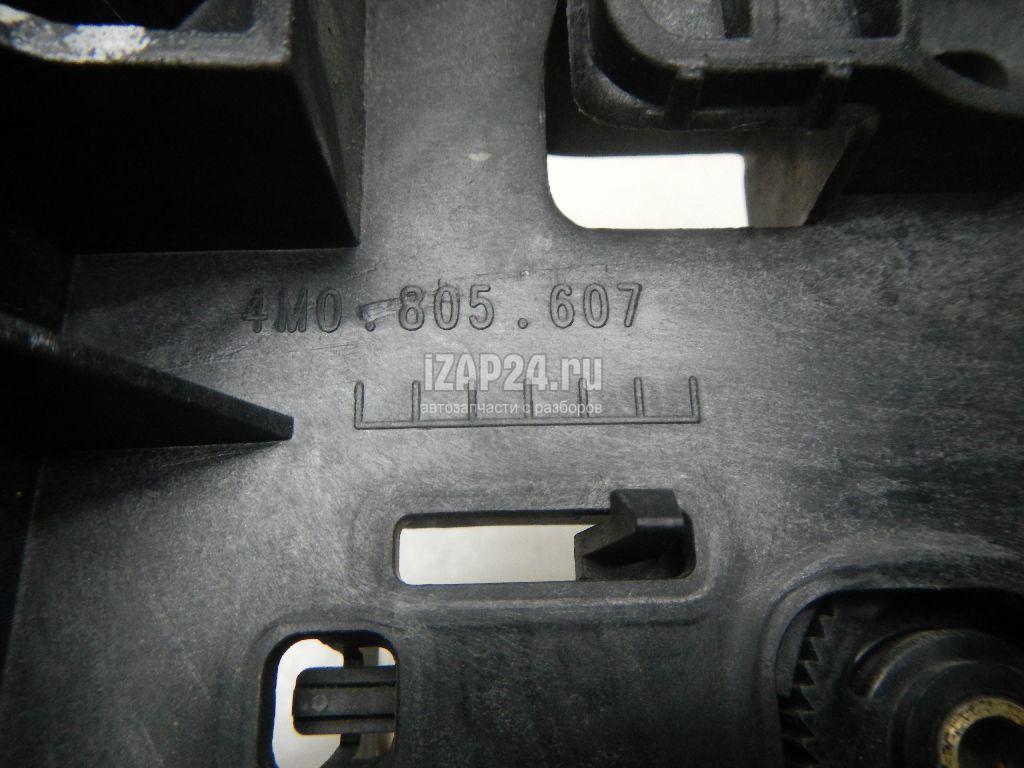 4M0.805.607
iZAP24.ru
автозапчасти с разборов